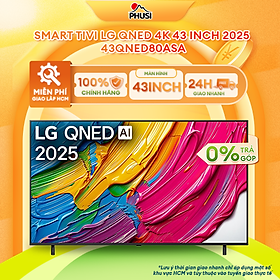 PHUSI
SMART TIVI LG QNED 4K 43 INCH 2025
43QNED80ASA
MIỄN PHÍ
GIAO LẮP HCM
100%
CHÍNH HÃNG
MÀN HÌNH
43INCH
24H
GIAO NHANH
LG QNED AI
2025
0% TRẢ GÓP
*Lưu ý thời gian giao nhanh chỉ áp dụng một số
khu vực HCM và tùy thuộc vào tuyến giao thực tế